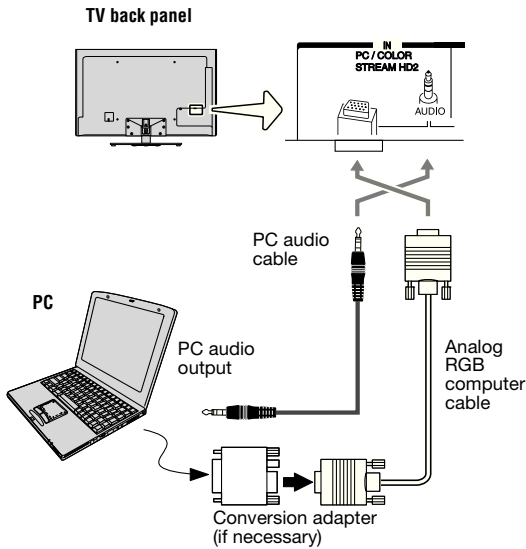 TV back panel
IN
PC / COLOR
STREAM HD2
AUDIO
PC audio
cable
PC
PC audio
output
Analog
RGB
computer
cable
Conversion adapter
(if necessary)